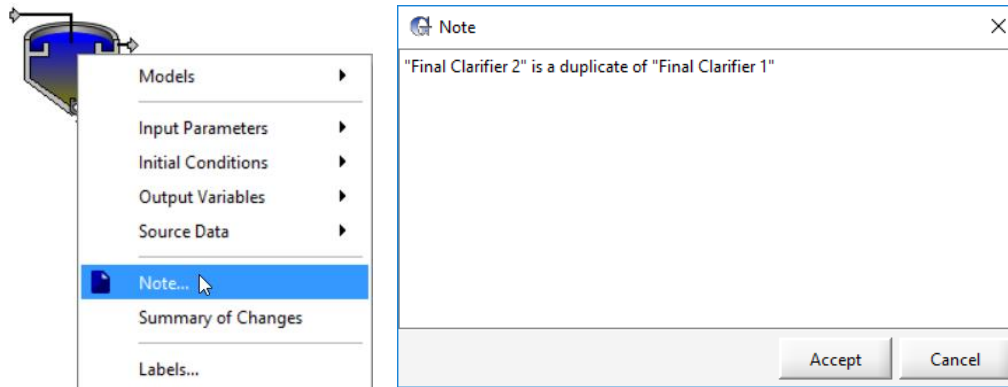 Models
Input Parameters
Initial Conditions
Output Variables
Source Data
Note...
Summary of Changes
Labels...
Note
"Final Clarifier 2" is a duplicate of "Final Clarifier 1"
Accept
Cancel